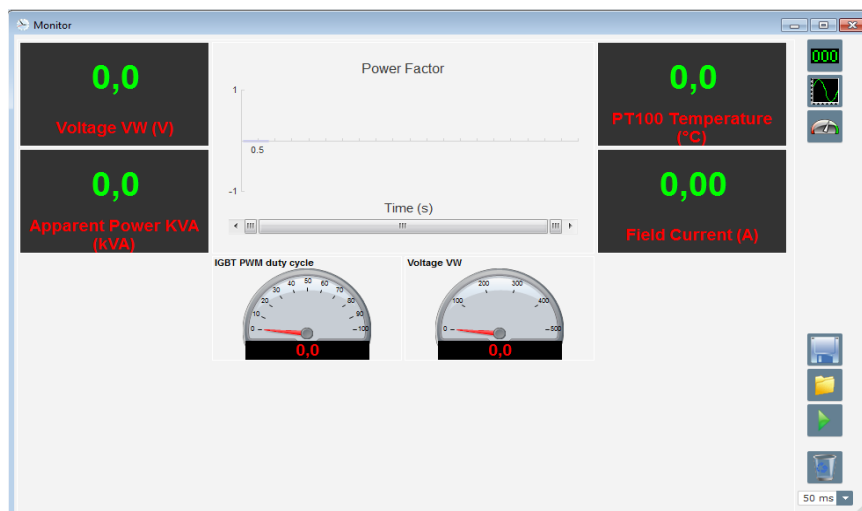 Monitor
0,0
Voltage VW (V)
0,0
Apparent Power KVA
(kVA)
Power Factor
1
0.5
-1
Time (s)
0,0
PT100 Temperature
(°C)
0,00
Field Current (A)
000
IGBT PWM duty cycle
0
10
20
30
40
50
60
70
80
90
100
0,0
Voltage VW
0
100
200
300
400
500
0,0
50 ms